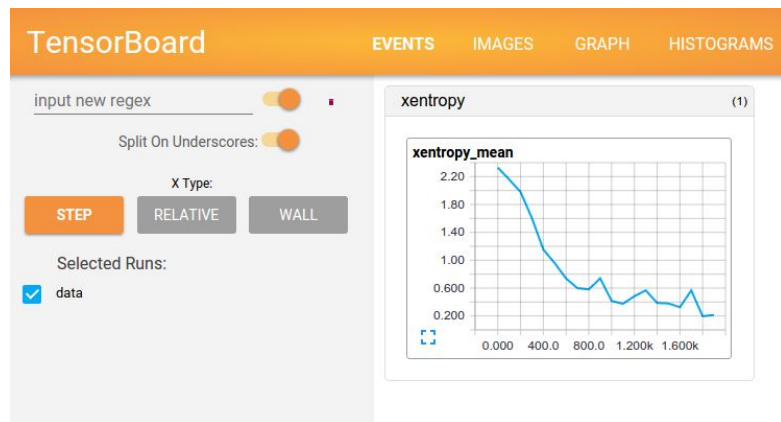 TensorBoard
EVENTS IMAGES GRAPH HISTOGRAMS
input new regex
Split On Underscores:
X Type:
STEP RELATIVE WALL
Selected Runs:
data
xentropy (1)
xentropy_mean
2.20
1.80
1.40
1.00
0.600
0.200
0.000 400.0 800.0 1.200k 1.600k